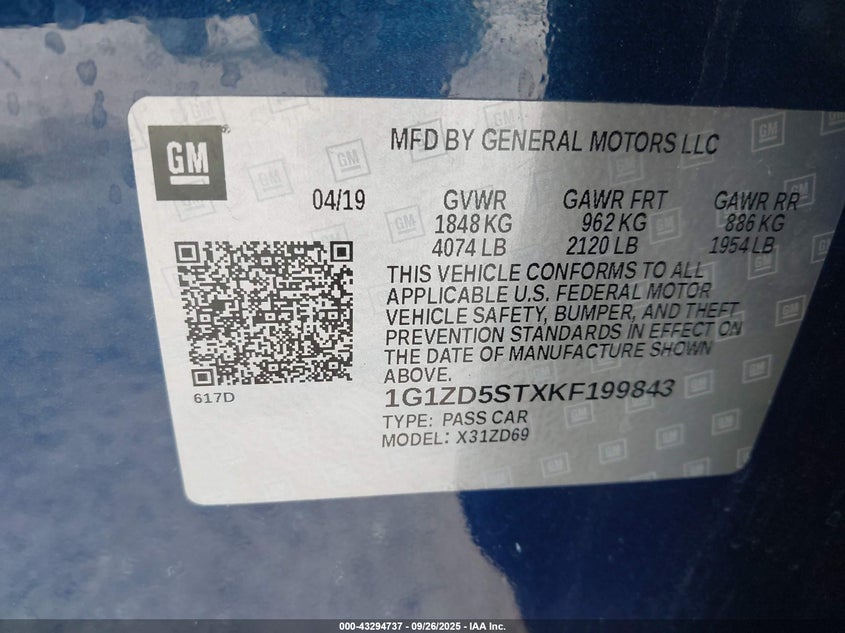 GM
MFD BY GENERAL MOTORS LLC
04/19 GVWR GAWR FRT GAWR RR
1848 KG 962 KG 886 KG
4074 LB 2120 LB 1954 LB
THIS VEHICLE CONFORMS TO ALL
APPLICABLE U.S. FEDERAL MOTOR
VEHICLE SAFETY, BUMPER, AND THEFT
PREVENTION STANDARDS IN EFFECT ON
THE DATE OF MANUFACTURE SHOWN
ABOVE.
617D
1G1ZD5STXKF199843
TYPE: PASS CAR
MODEL: X31ZD69
000-43294737 - 09/26/2025 - IAA Inc.